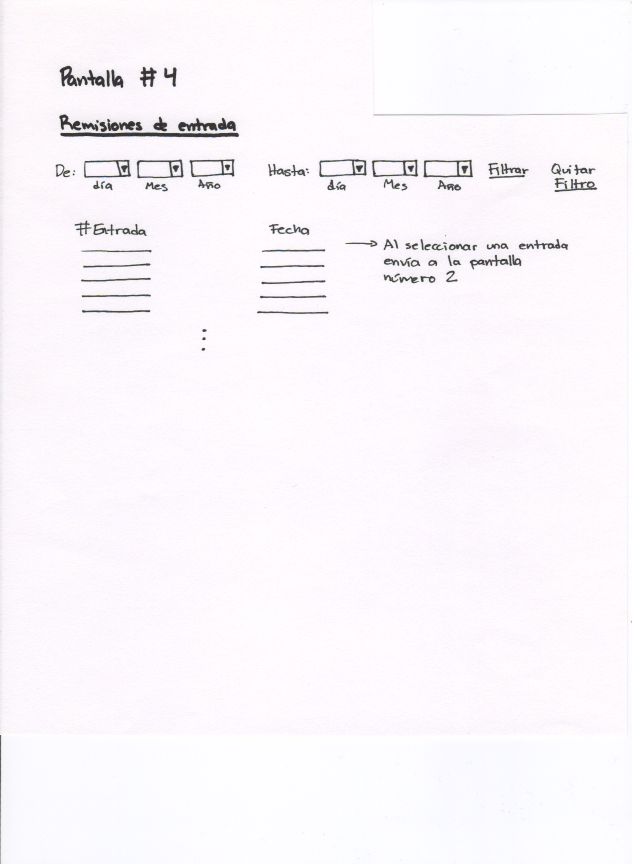 Pantalla # 4
Remisiones de entrada
De: Hasta: Filtrar Quitar
día Mes Año día Mes Año Filtro
#Entrada Fecha
Al seleccionar una entrada
envía a la pantalla
número 2